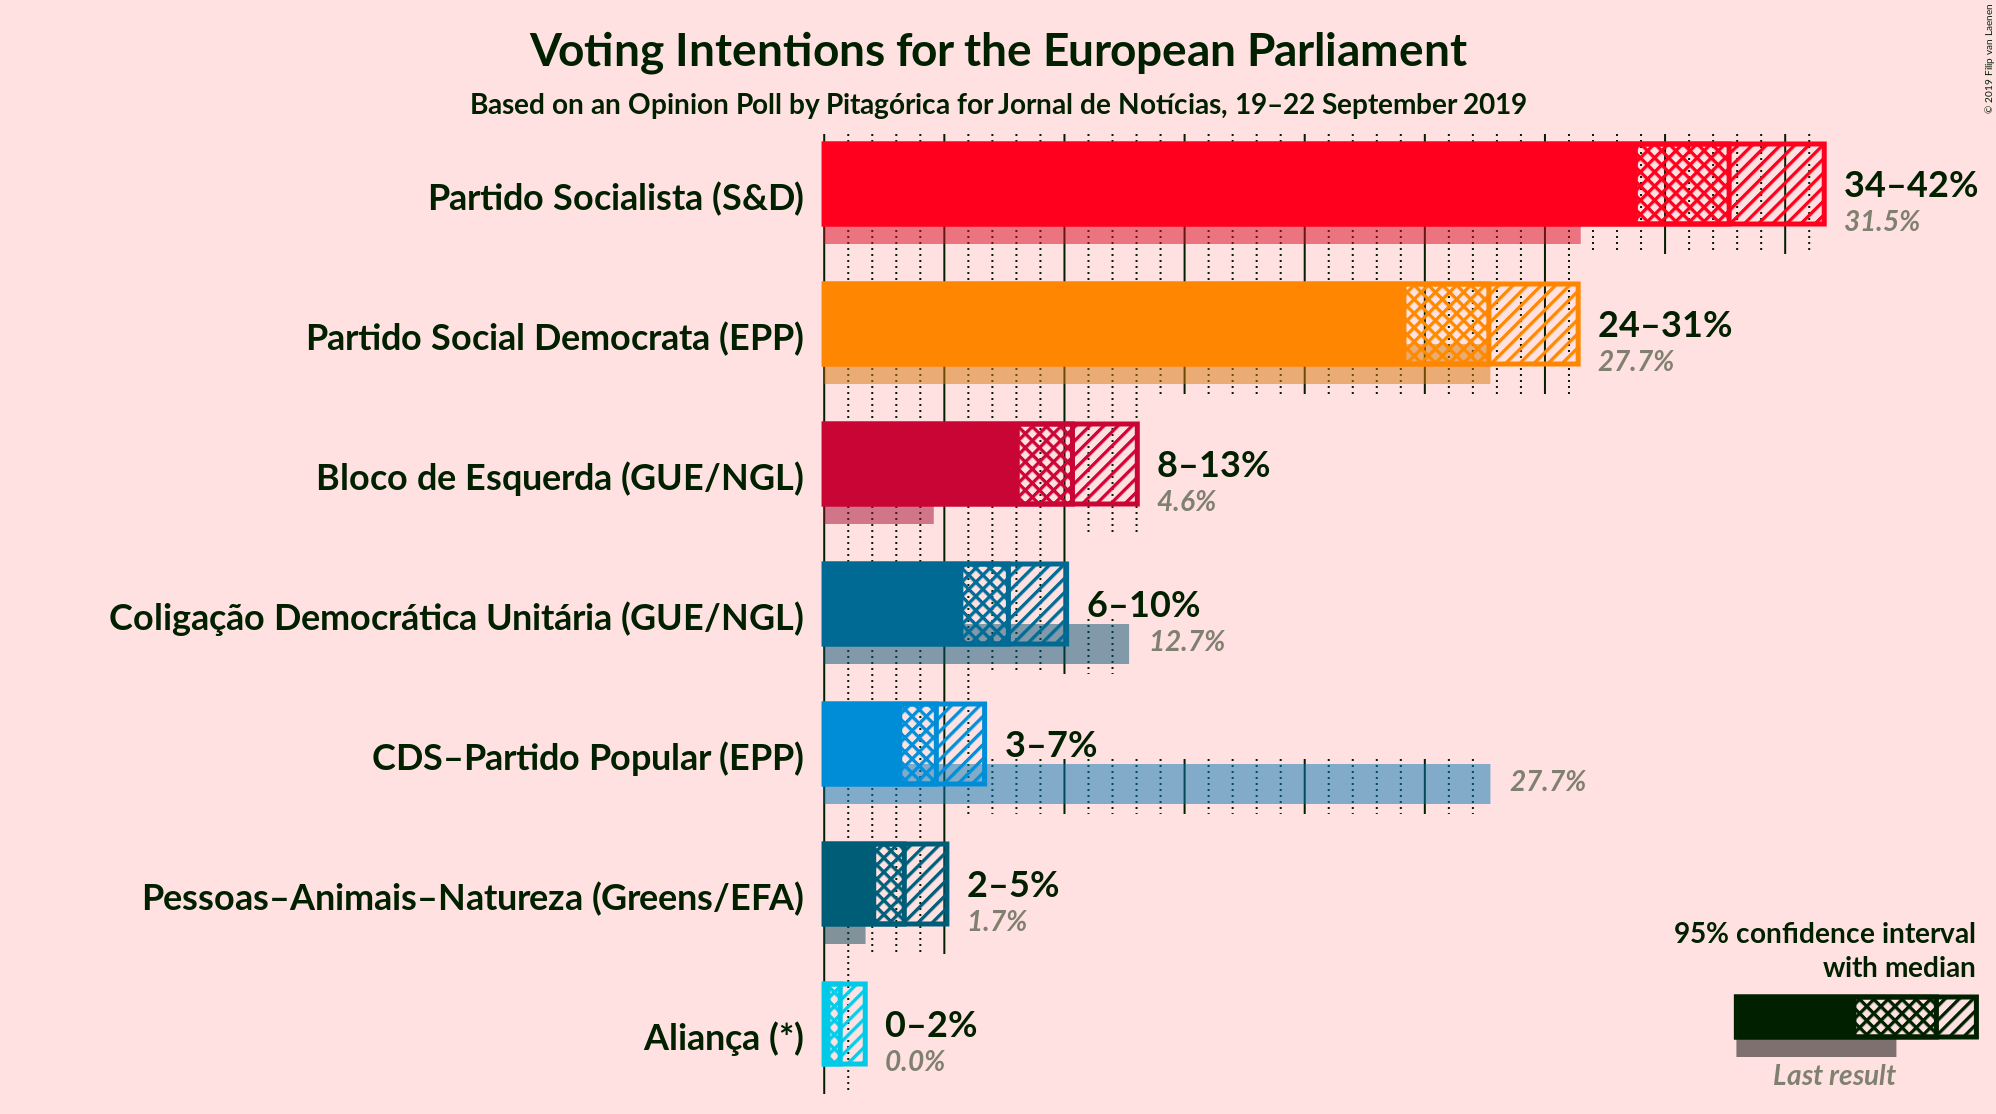 Voting Intentions for the European Parliament
Based on an Opinion Poll by Pitagórica for Jornal de Notícias, 19–22 September 2019
© 2019 Filip van Laenen
Partido Socialista (S&D)
34–42%
31.5%
Partido Social Democrata (EPP)
24–31%
27.7%
Bloco de Esquerda (GUE/NGL)
8–13%
4.6%
Coligação Democrática Unitária (GUE/NGL)
6–10%
12.7%
CDS–Partido Popular (EPP)
3–7%
27.7%
Pessoas–Animais–Natureza (Greens/EFA)
2–5%
1.7%
Aliança (*)
0–2%
0.0%
95% confidence interval
with median
Last result